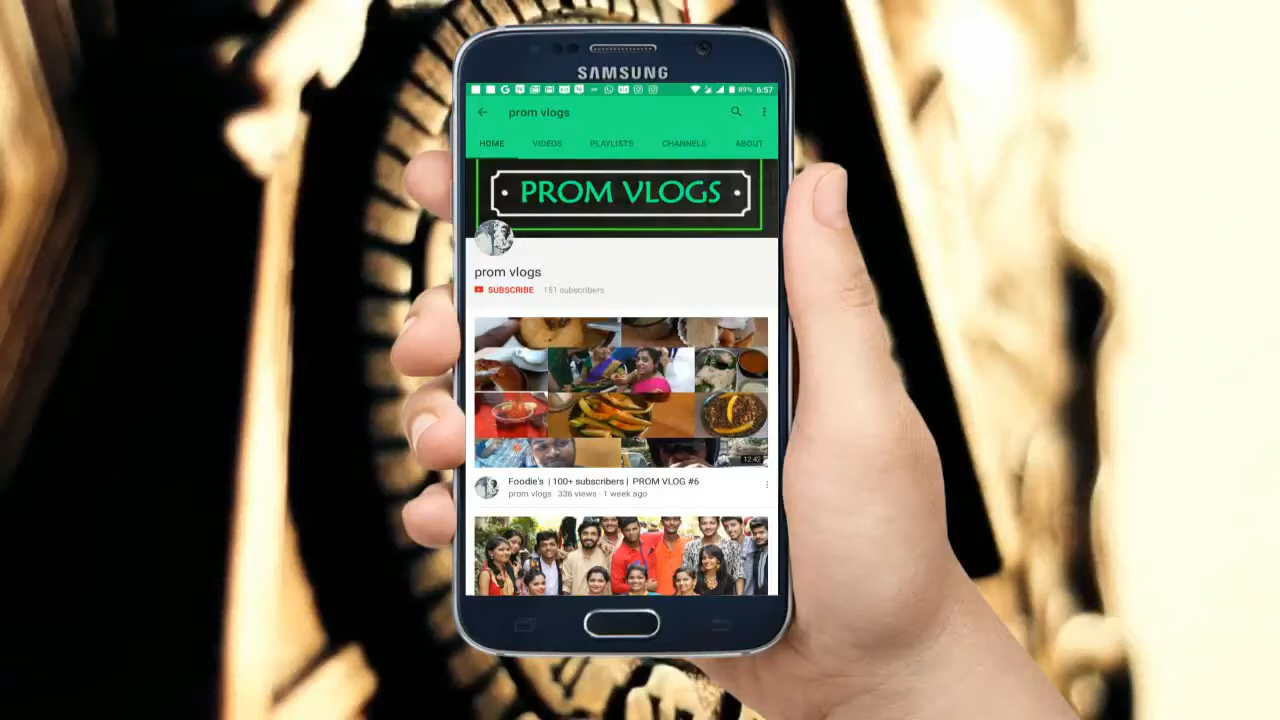 SAMSUNG
89% 6:57
prom vlogs
HOME VIDEOS PLAYLISTS CHANNELS ABOUT
PROM VLOGS
prom vlogs
SUBSCRIBE 151 subscribers
12:42
Foodie's | 100+ subscribers | PROM VLOG #6
prom vlogs · 336 views · 1 week ago